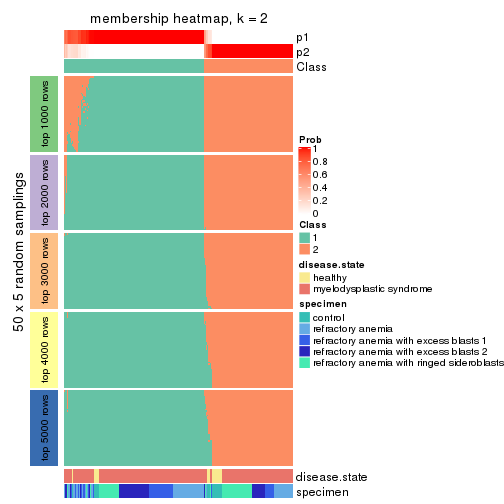 membership heatmap, k = 2
p1
p2
Class
50 x 5 random samplings
top 1000 rows
top 2000 rows
top 3000 rows
top 4000 rows
top 5000 rows
disease.state
specimen
Prob
1
0.8
0.6
0.4
0.2
0
Class
1
2
disease.state
healthy
myelodysplastic syndrome
specimen
control
refractory anemia
refractory anemia with excess blasts 1
refractory anemia with excess blasts 2
refractory anemia with ringed sideroblasts